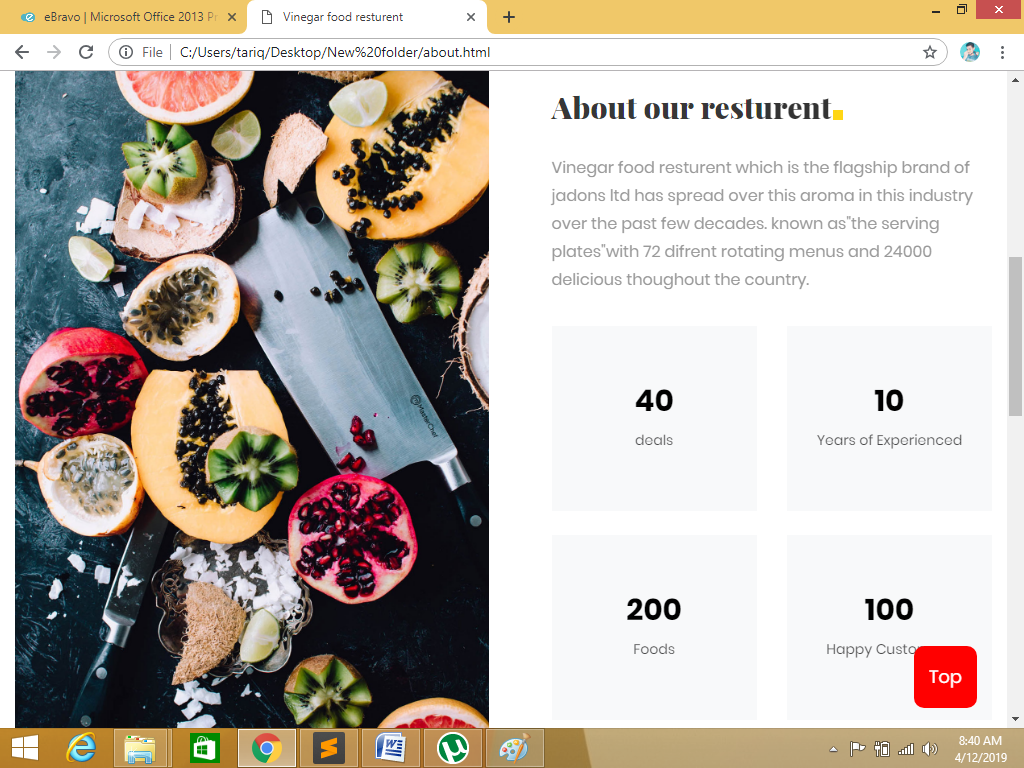 eBravo | Microsoft Office 2013 Pr
Vinegar food resturent
File
C:/Users/tariq/Desktop/New%20folder/about.html
About our resturent
Vinegar food resturent which is the flagship brand of
jadons ltd has spread over this aroma in this industry
over the past few decades. known as"the serving
plates"with 72 difrent rotating menus and 24000
delicious thoughout the country.
40
deals
10
Years of Experienced
200
Foods
100
Happy Custo
Top
MasterChef
8:40 AM
4/12/2019